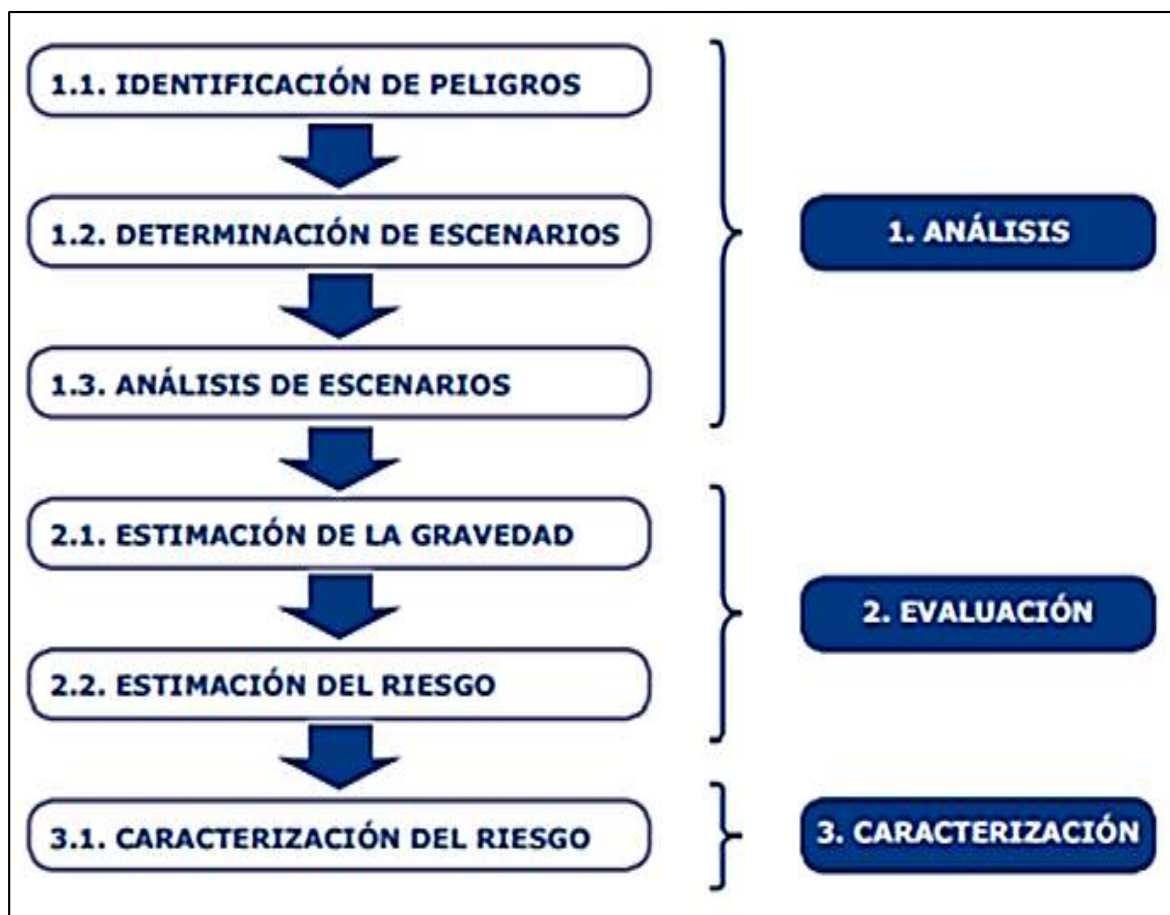 1.1. IDENTIFICACIÓN DE PELIGROS
1.2. DETERMINACIÓN DE ESCENARIOS
1.3. ANÁLISIS DE ESCENARIOS
1. ANÁLISIS
2.1. ESTIMACIÓN DE LA GRAVEDAD
2.2. ESTIMACIÓN DEL RIESGO
2. EVALUACIÓN
3.1. CARACTERIZACIÓN DEL RIESGO
3. CARACTERIZACIÓN